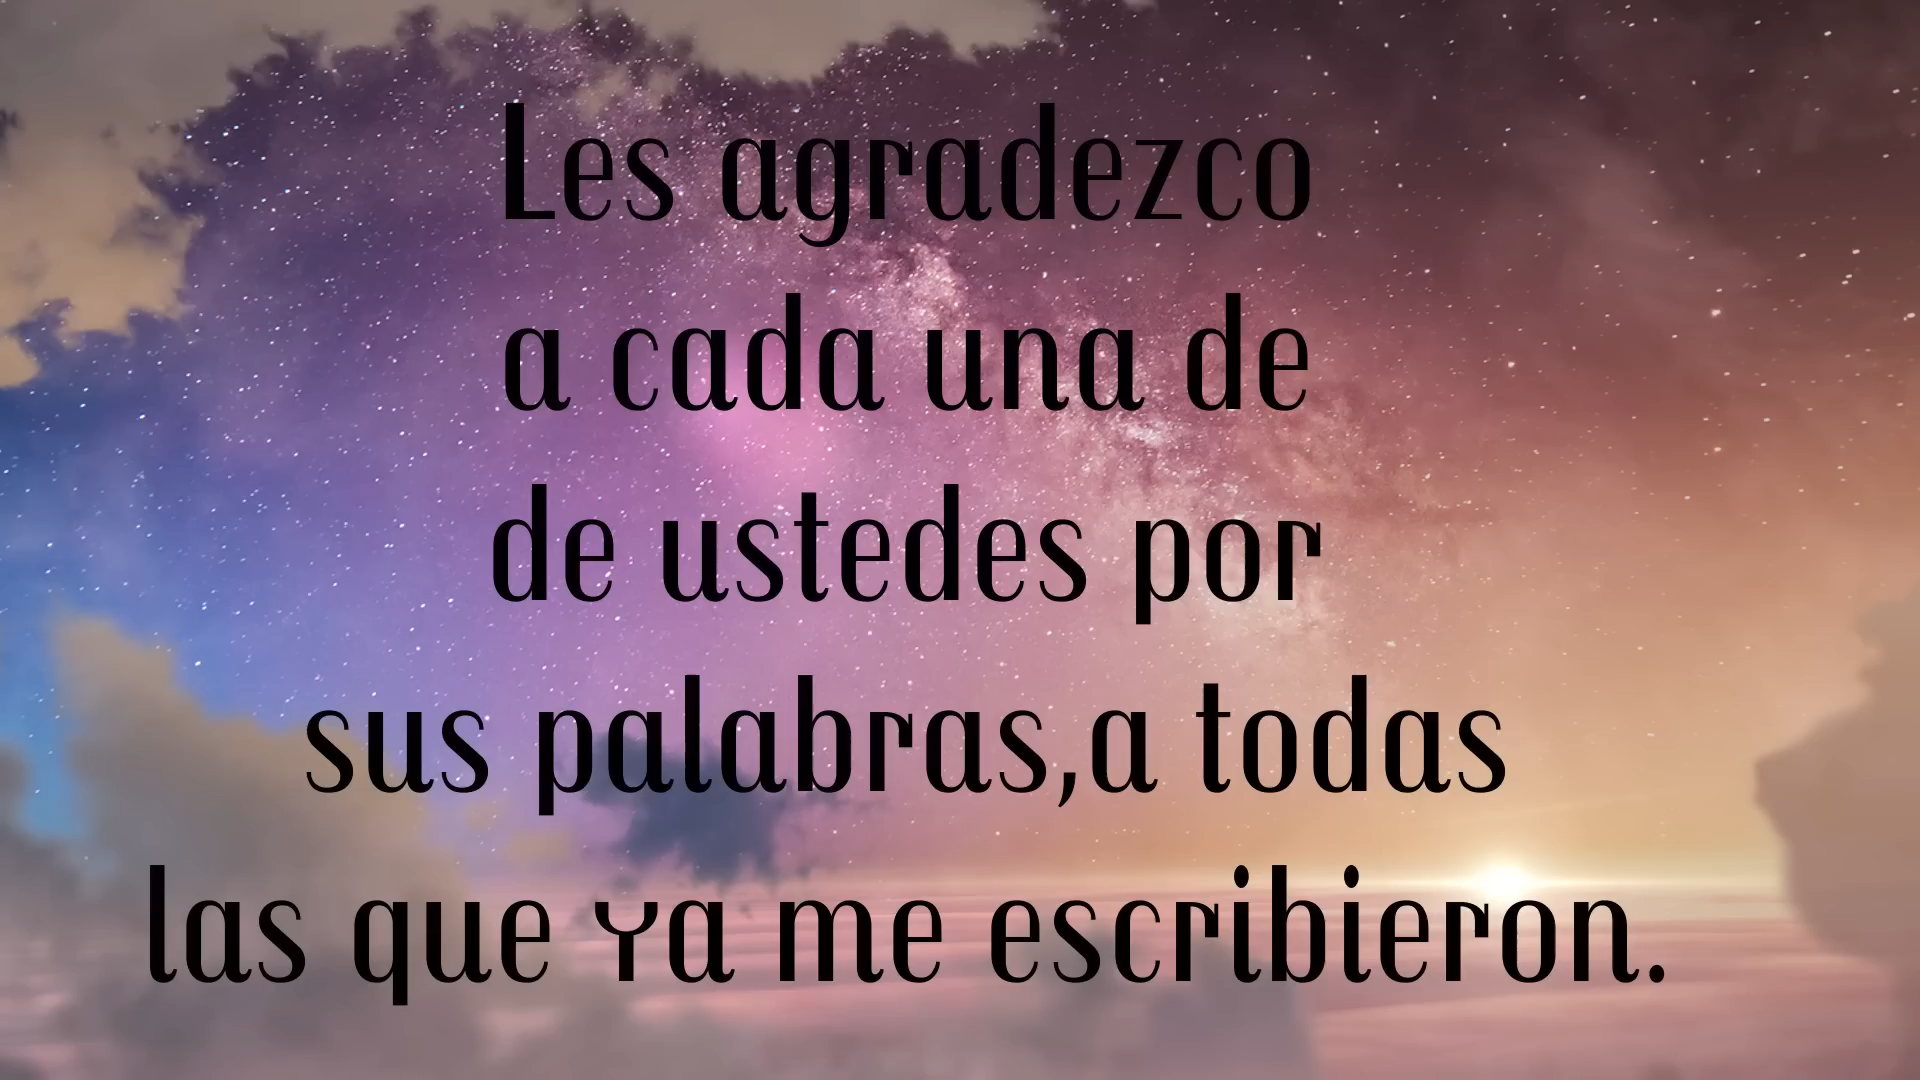 Les agradezco
a cada una de
de ustedes por
sus palabras,a todas
las que ya me escribieron.